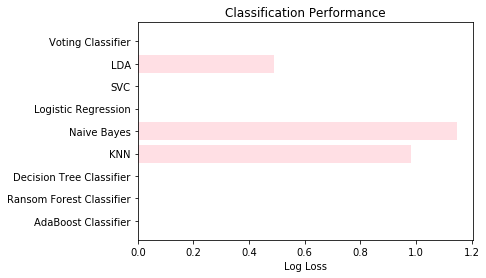 Classification Performance
Voting Classifier
LDA
SVC
Logistic Regression
Naive Bayes
KNN
Decision Tree Classifier
Ransom Forest Classifier
AdaBoost Classifier
0.0 0.2 0.4 0.6 0.8 1.0 1.2
Log Loss